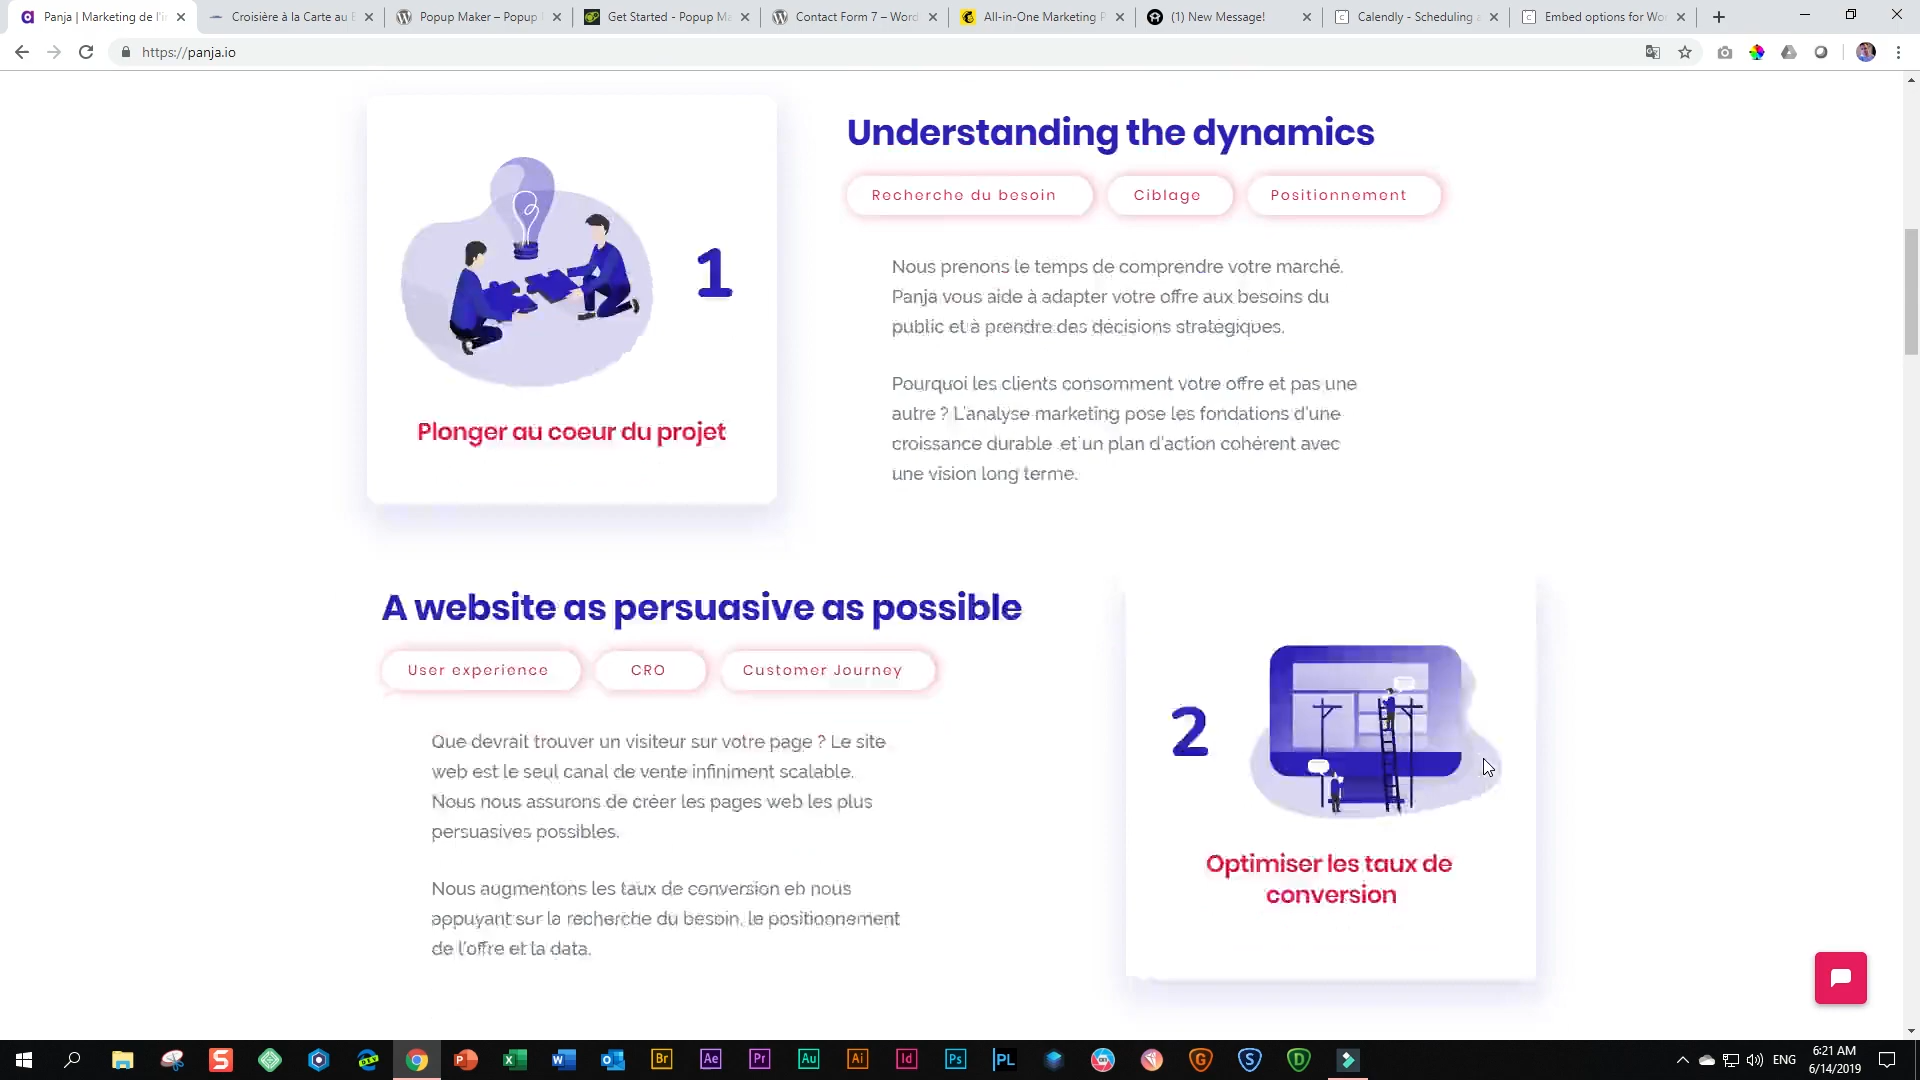 Panja | Marketing de l'i
Croisière à la Carte au B
Popup Maker – Popup
Get Started - Popup Ma
Contact Form 7 – Word
All-in-One Marketing P
(1) New Message!
Calendly - Scheduling a
Embed options for Wor
https://panja.io
Understanding the dynamics
Recherche du besoin
Ciblage
Positionnement
Nous prenons le temps de comprendre votre marché.
Panja vous aide à adapter votre offre aux besoins du
public et à prendre des décisions stratégiques.
1
Pourquoi les clients consomment votre offre et pas une
autre ? L'analyse marketing pose les fondations d'une
croissance durable et un plan d'action cohérent avec
une vision long terme.
Plonger au coeur du projet
A website as persuasive as possible
User experience
CRO
Customer Journey
Que devrait trouver un visiteur sur votre page ? Le site
web est le seul canal de vente infiniment scalable.
Nous nous assurons de créer les pages web les plus
persuasives possibles.
2
Nous augmentons les taux de conversion en nous
appuyant sur la recherche du besoin, le positionnement
de l'offre et la data.
Optimiser les taux de
conversion
S
Br
Ae
Pr
Au
Ai
Id
Ps
PL
G
S
D
ENG
6:21 AM
6/14/2019